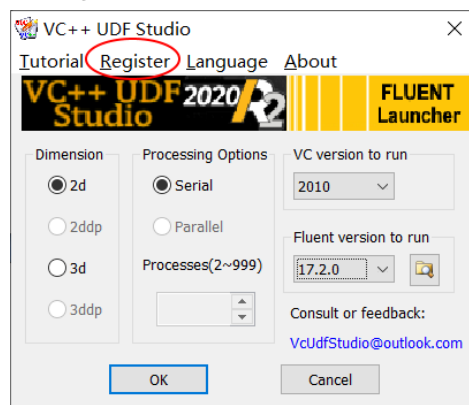 VC++ UDF Studio
Tutorial Register Language About
VC++ UDF 2020 R2 FLUENT
Studio Launcher
Dimension Processing Options VC version to run
2d Serial 2010
2ddp Parallel
Fluent version to run
3d Processes(2~999) 17.2.0
3ddp Consult or feedback:
VcUdfStudio@outlook.com
OK Cancel